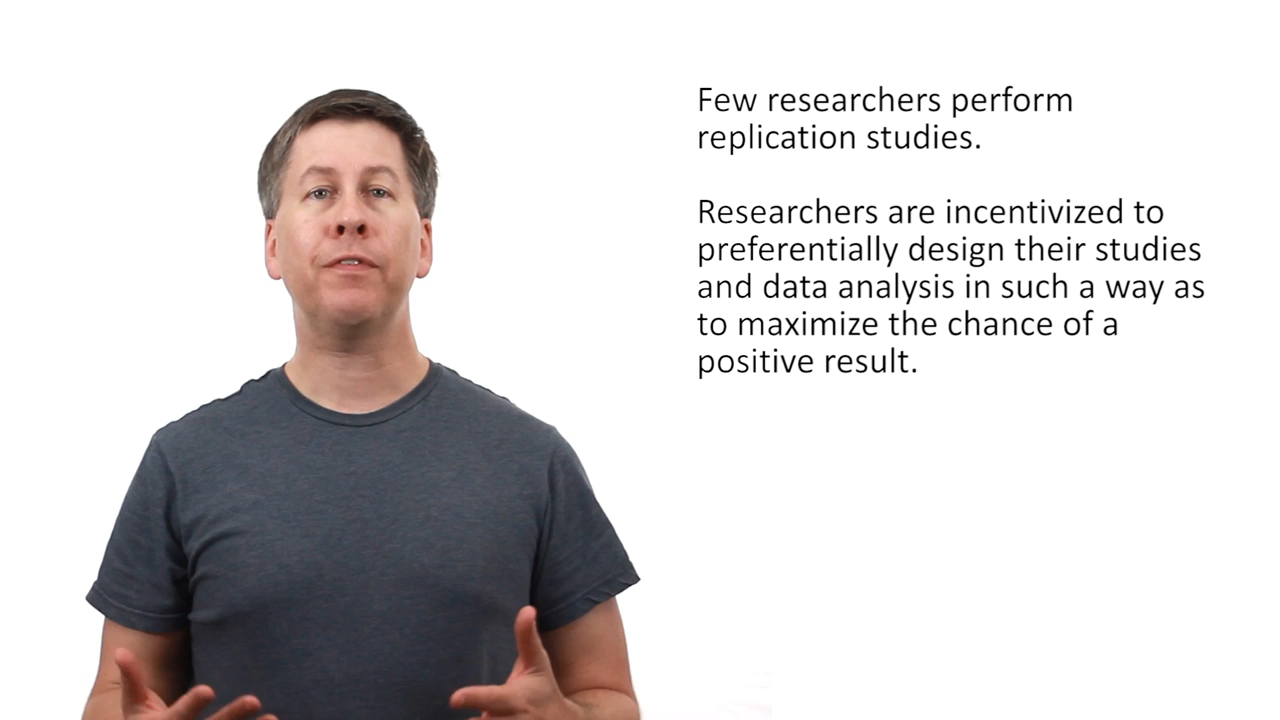 Few researchers perform
replication studies.
Researchers are incentivized to
preferentially design their studies
and data analysis in such a way as
to maximize the chance of a
positive result.